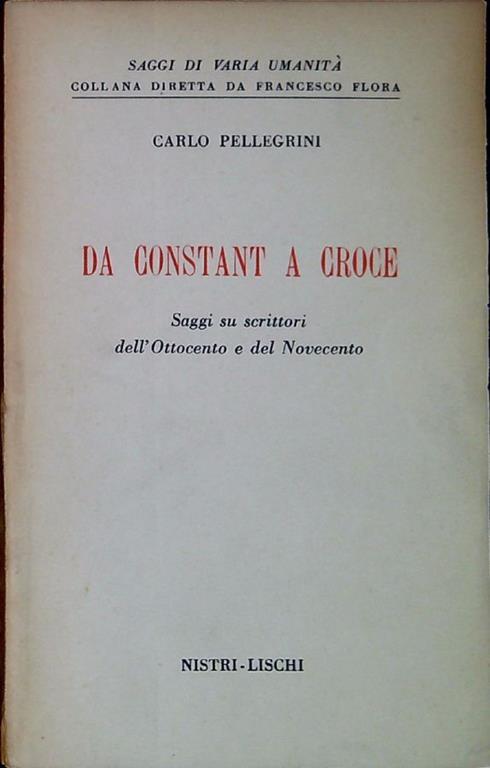 SAGGI DI VARIA UMANITÀ
COLLANA DIRETTA DA FRANCESCO FLORA
CARLO PELLEGRINI
DA CONSTANT A CROCE
Saggi su scrittori
dell'Ottocento e del Novecento
NISTRI-LISCHI